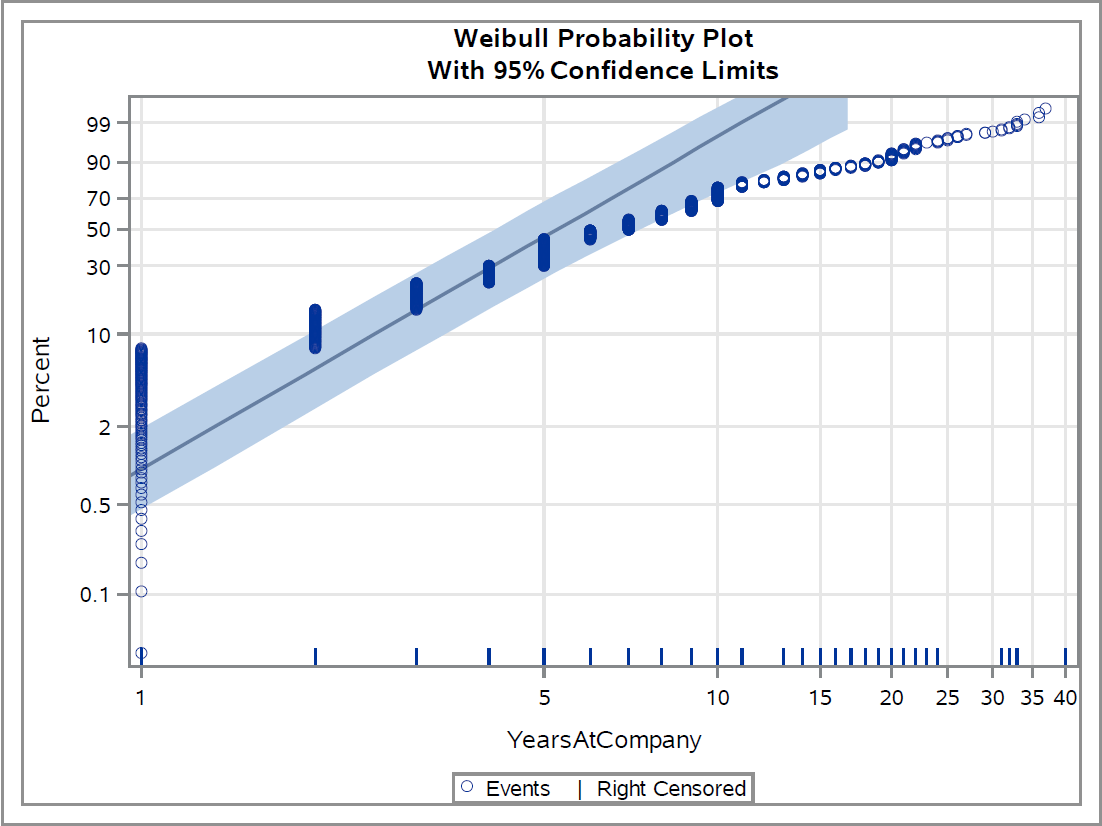 Weibull Probability Plot
With 95% Confidence Limits
99
90
70
50
30
10
2
0.5
0.1
Percent
1 5 10 15 20 25 30 35 40
YearsAtCompany
Events | Right Censored